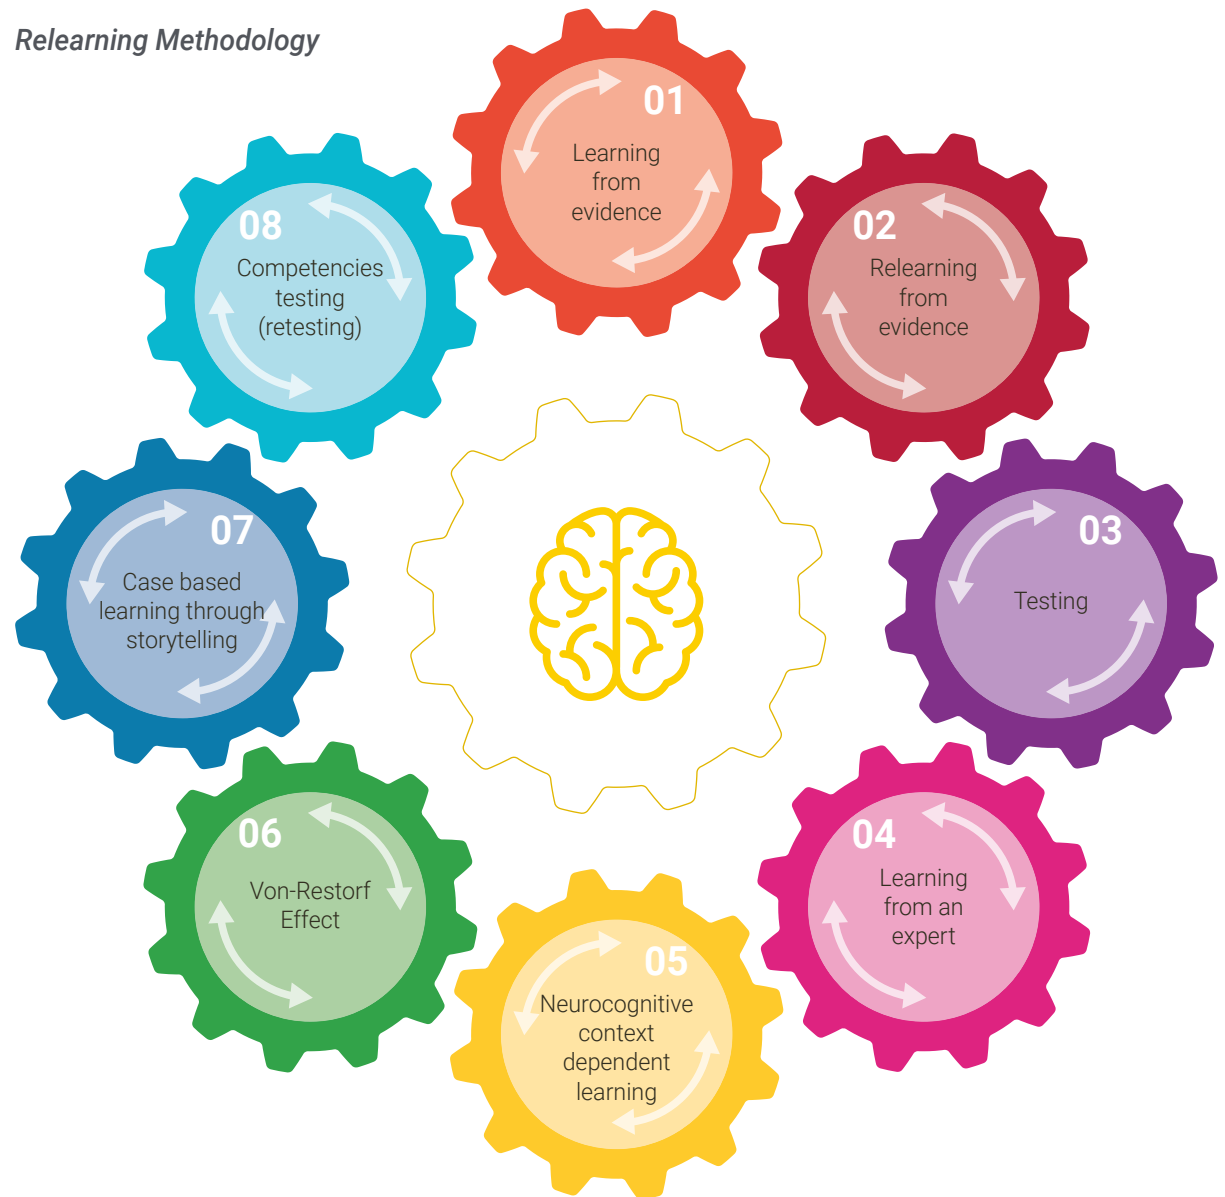 Relearning Methodology
01
Learning
from
evidence
02
Relearning
from
evidence
03
Testing
04
Learning
from an
expert
05
Neurocognitive
context
dependent
learning
06
Von-Restorf
Effect
07
Case based
learning through
storytelling
08
Competencies
testing
(retesting)